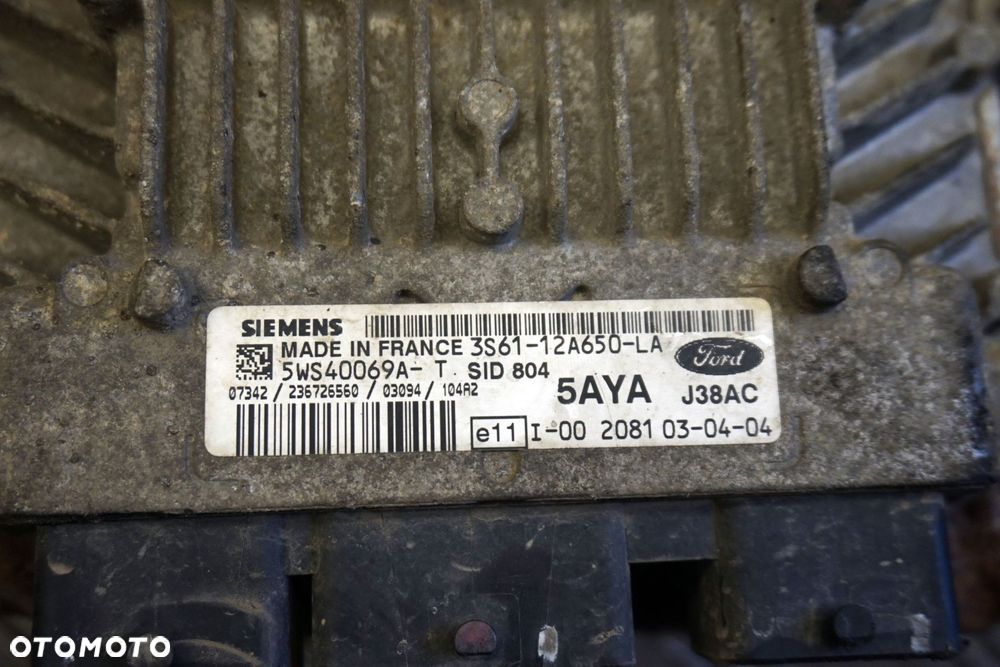 SIEMENS
MADE IN FRANCE 3S61-12A650-LA
Ford
5WS40069A- T SID 804
07342 / 236726560 / 03094 / 104A2
5AYA J38AC
e11 I-00 2081 03-04-04
OTOMOTO